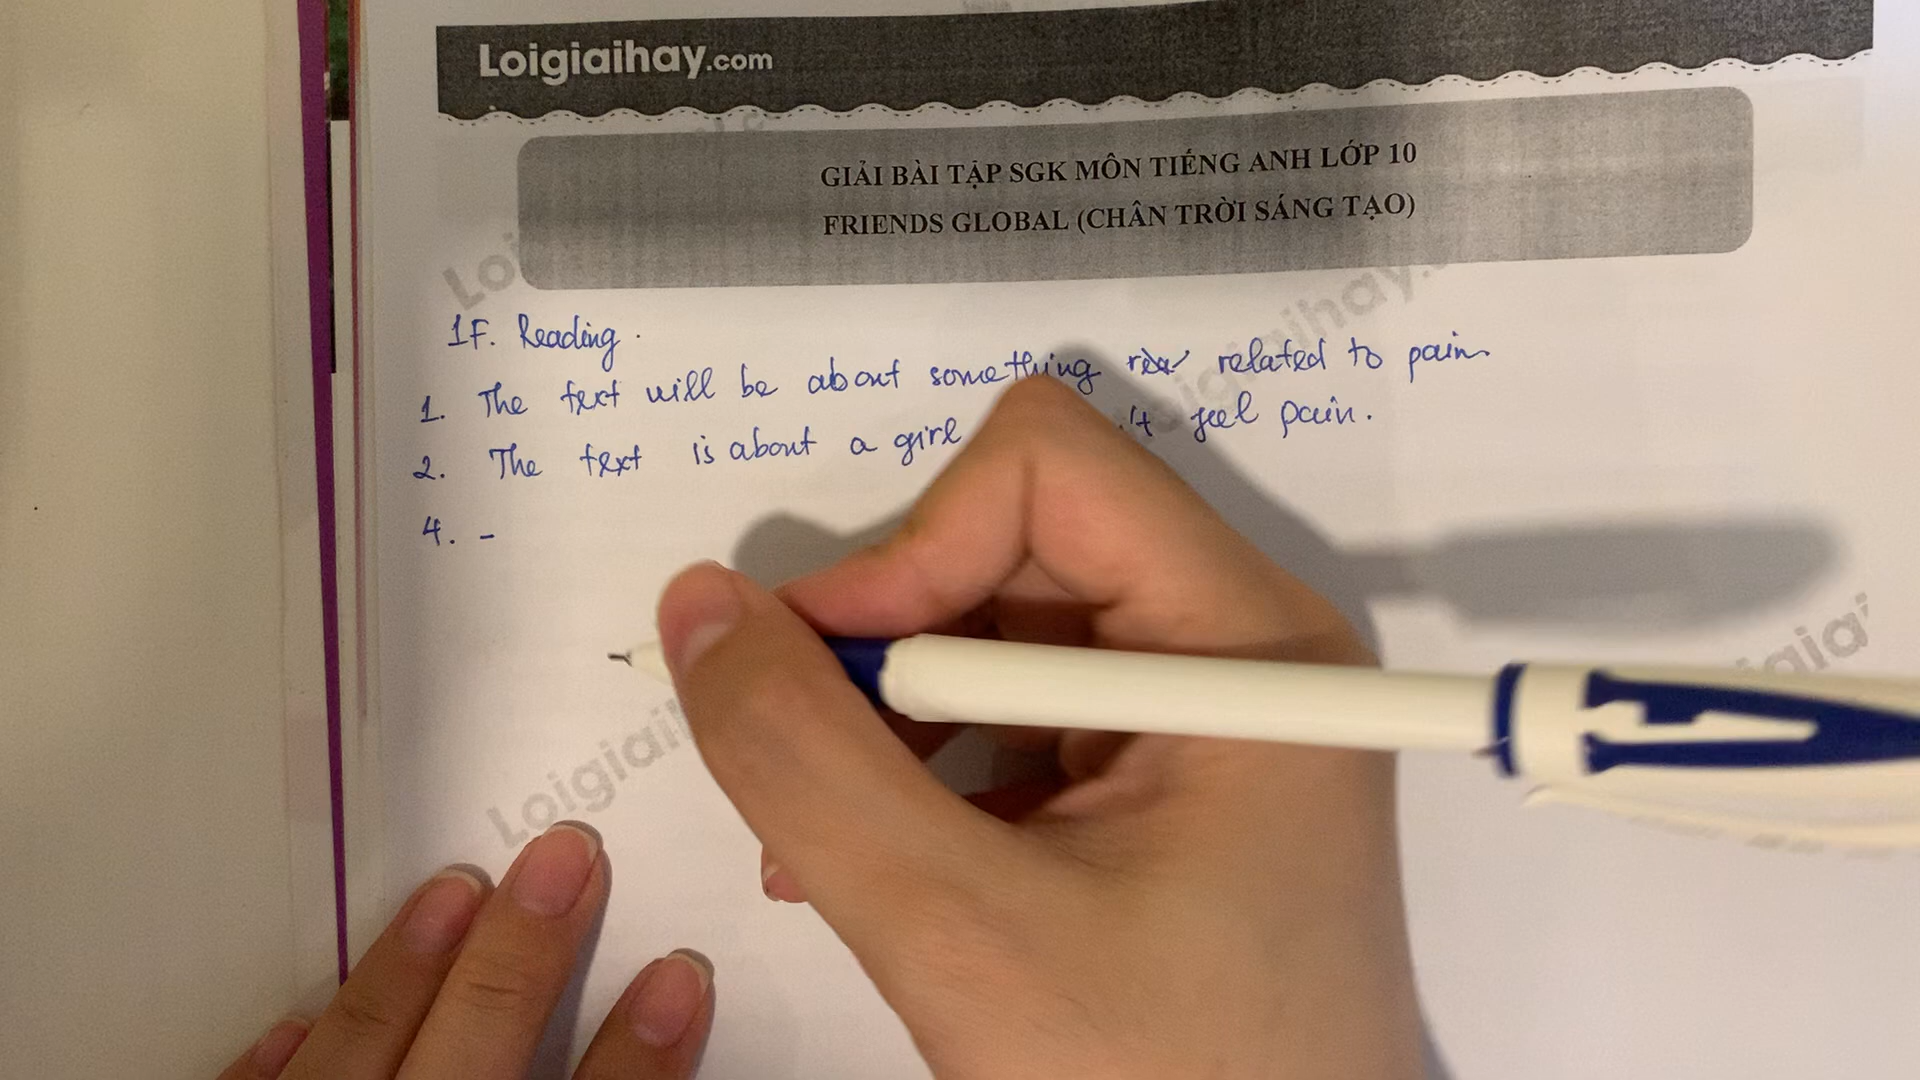 Loigiaihay.com
GIẢI BÀI TẬP SGK MÔN TIẾNG ANH LỚP 10
FRIENDS GLOBAL (CHÂN TRỜI SÁNG TẠO)
1F. Reading.
1. The text will be about something related to pain
2. The text is about a girl 't feel pain.
4. -